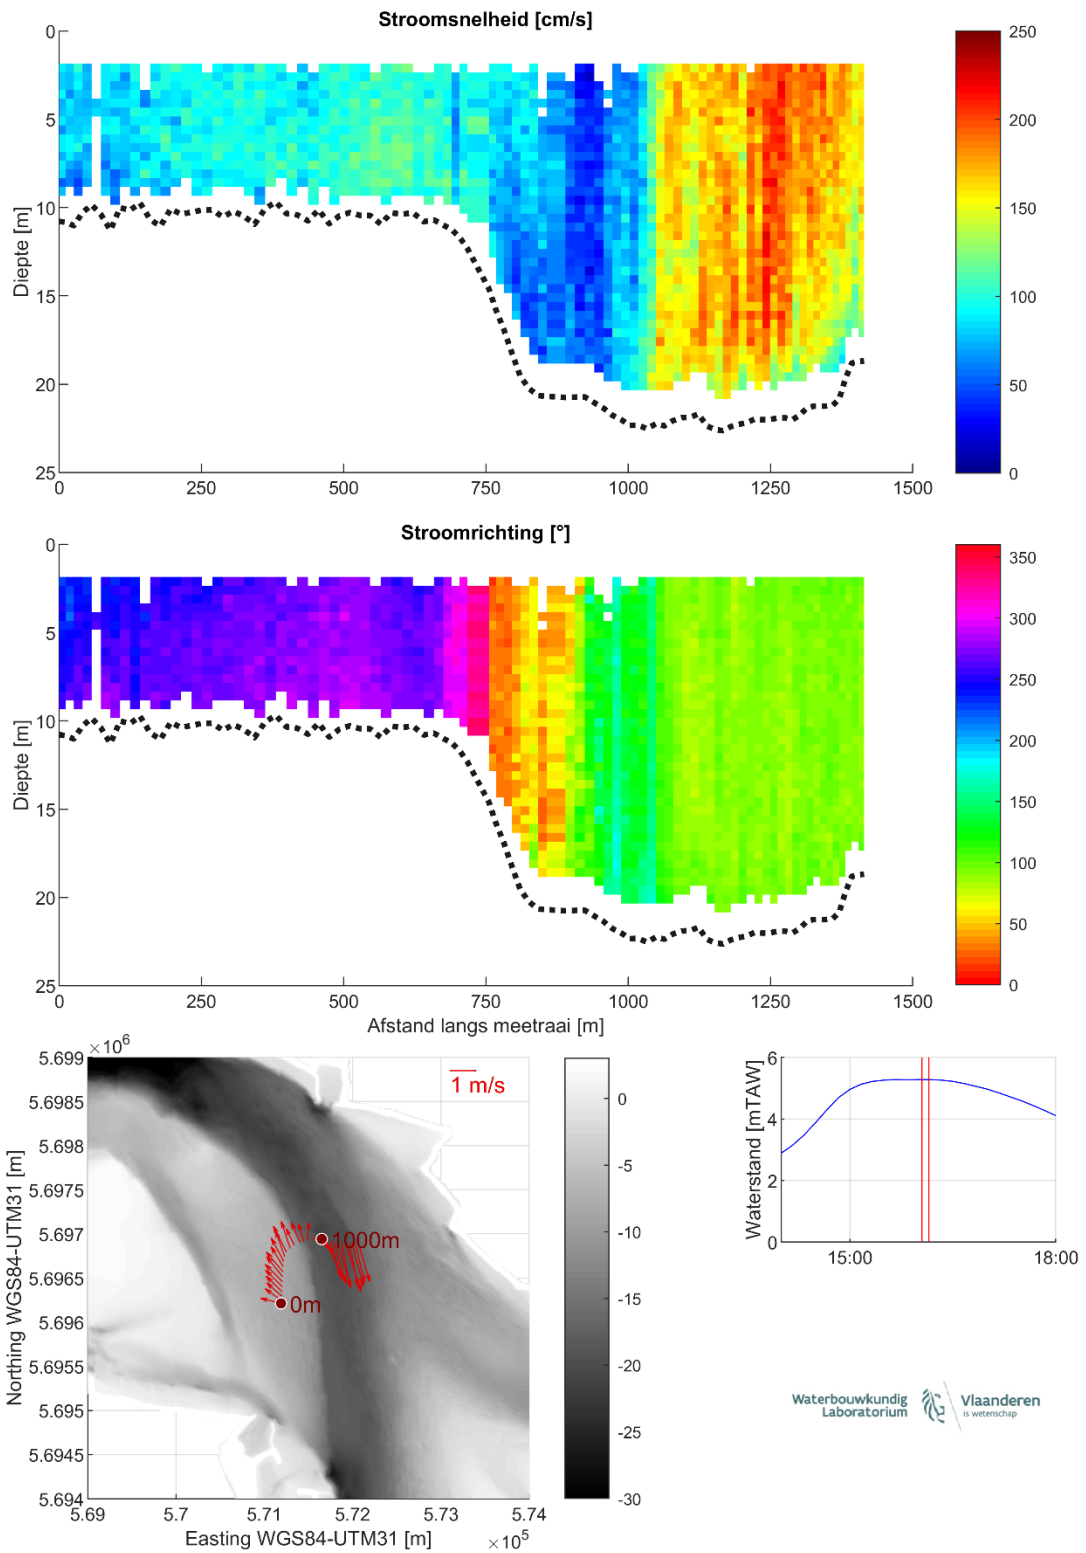 Stroomsnelheid [cm/s]
0
5
10
15
20
25
Diepte [m]
0 250 500 750 1000 1250 1500
250
200
150
100
50
0
Stroomrichting [°]
0
5
10
15
20
25
Diepte [m]
0 250 500 750 1000 1250 1500
Afstand langs meetraai [m]
350
300
250
200
150
100
50
0
×10⁶
5.699
5.6985
5.698
5.6975
5.697
5.6965
5.696
5.6955
5.695
5.6945
5.694
Northing WGS84-UTM31 [m]
1 m/s
1000m
0m
5.69 5.7 5.71 5.72 5.73 5.74
Easting WGS84-UTM31 [m]
×10⁵
0
-5
-10
-15
-20
-25
-30
6
4
2
0
Waterstand [mTAW]
15:00 18:00
Waterbouwkundig
Laboratorium
Vlaanderen
is wetenschap